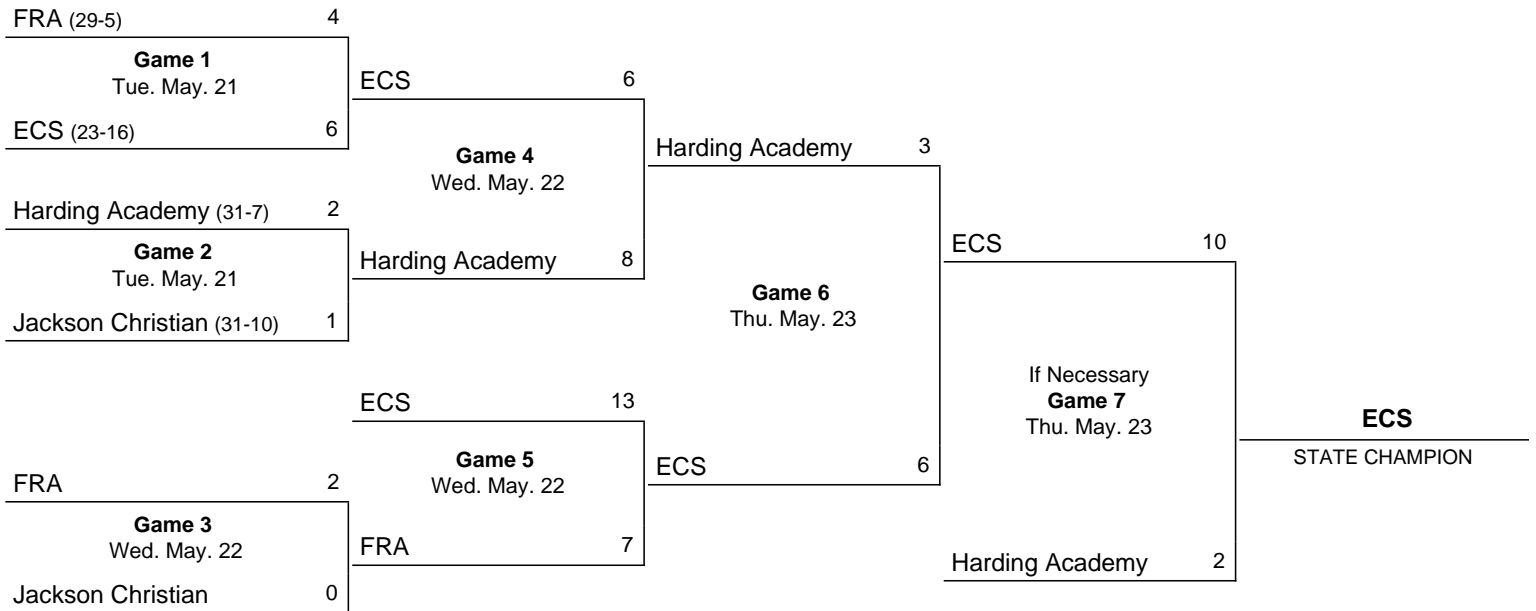 FRA (29-5) 4
Game 1
Tue. May. 21
ECS (23-16) 6
Harding Academy (31-7) 2
Game 2
Tue. May. 21
Jackson Christian (31-10) 1
FRA 2
Game 3
Wed. May. 22
Jackson Christian 0
ECS 6
Game 4
Wed. May. 22
Harding Academy 8
ECS 13
Game 5
Wed. May. 22
FRA 7
Harding Academy 3
Game 6
Thu. May. 23
ECS 6
ECS 10
If Necessary
Game 7
Thu. May. 23
Harding Academy 2
ECS
STATE CHAMPION